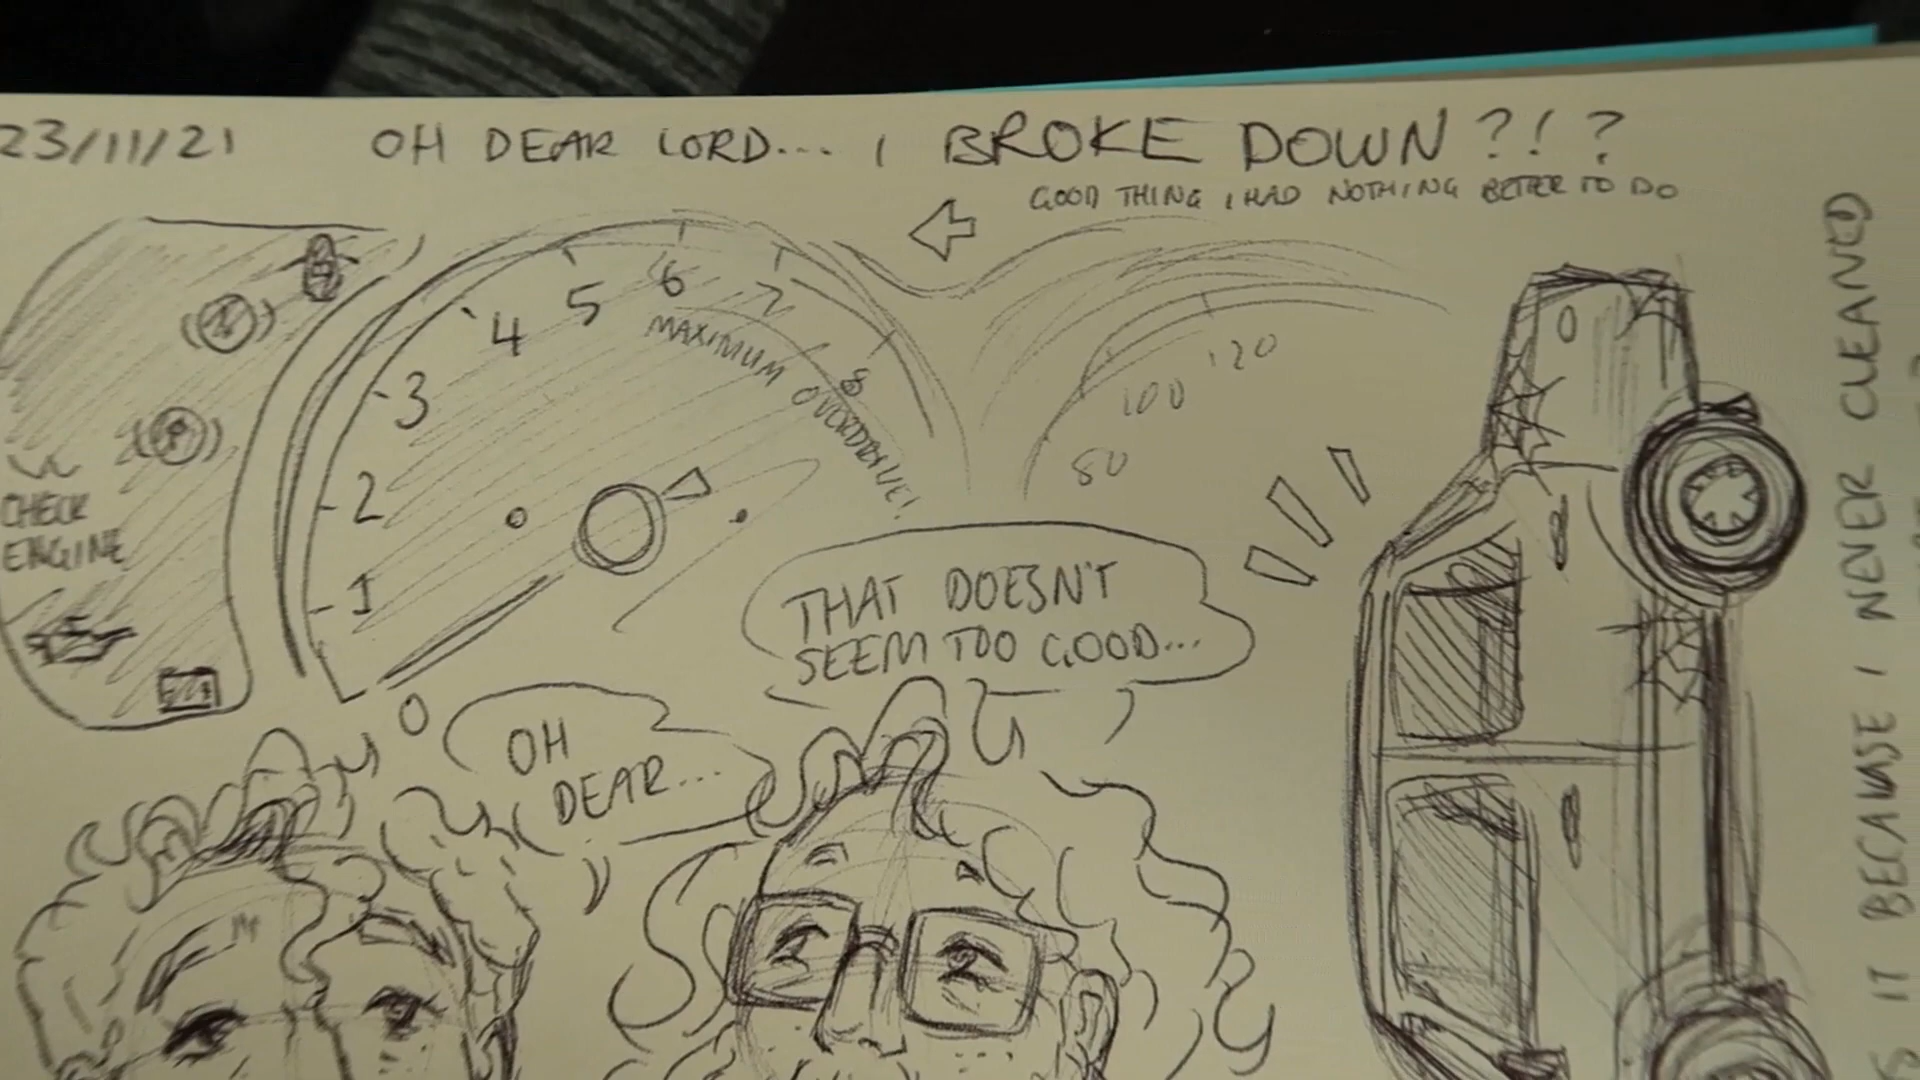 23/11/21
OH DEAR LORD... I BROKE DOWN?!?
GOOD THING I HAD NOTHING BETTER TO DO
CHECK
ENGINE
0
1
2
3
4
5
6
7
8
MAXIMUM OVERDRIVE!
80
100
120
THAT DOESN'T
SEEM TOO GOOD...
OH
DEAR...
IS IT BECAUSE I NEVER CLEANED